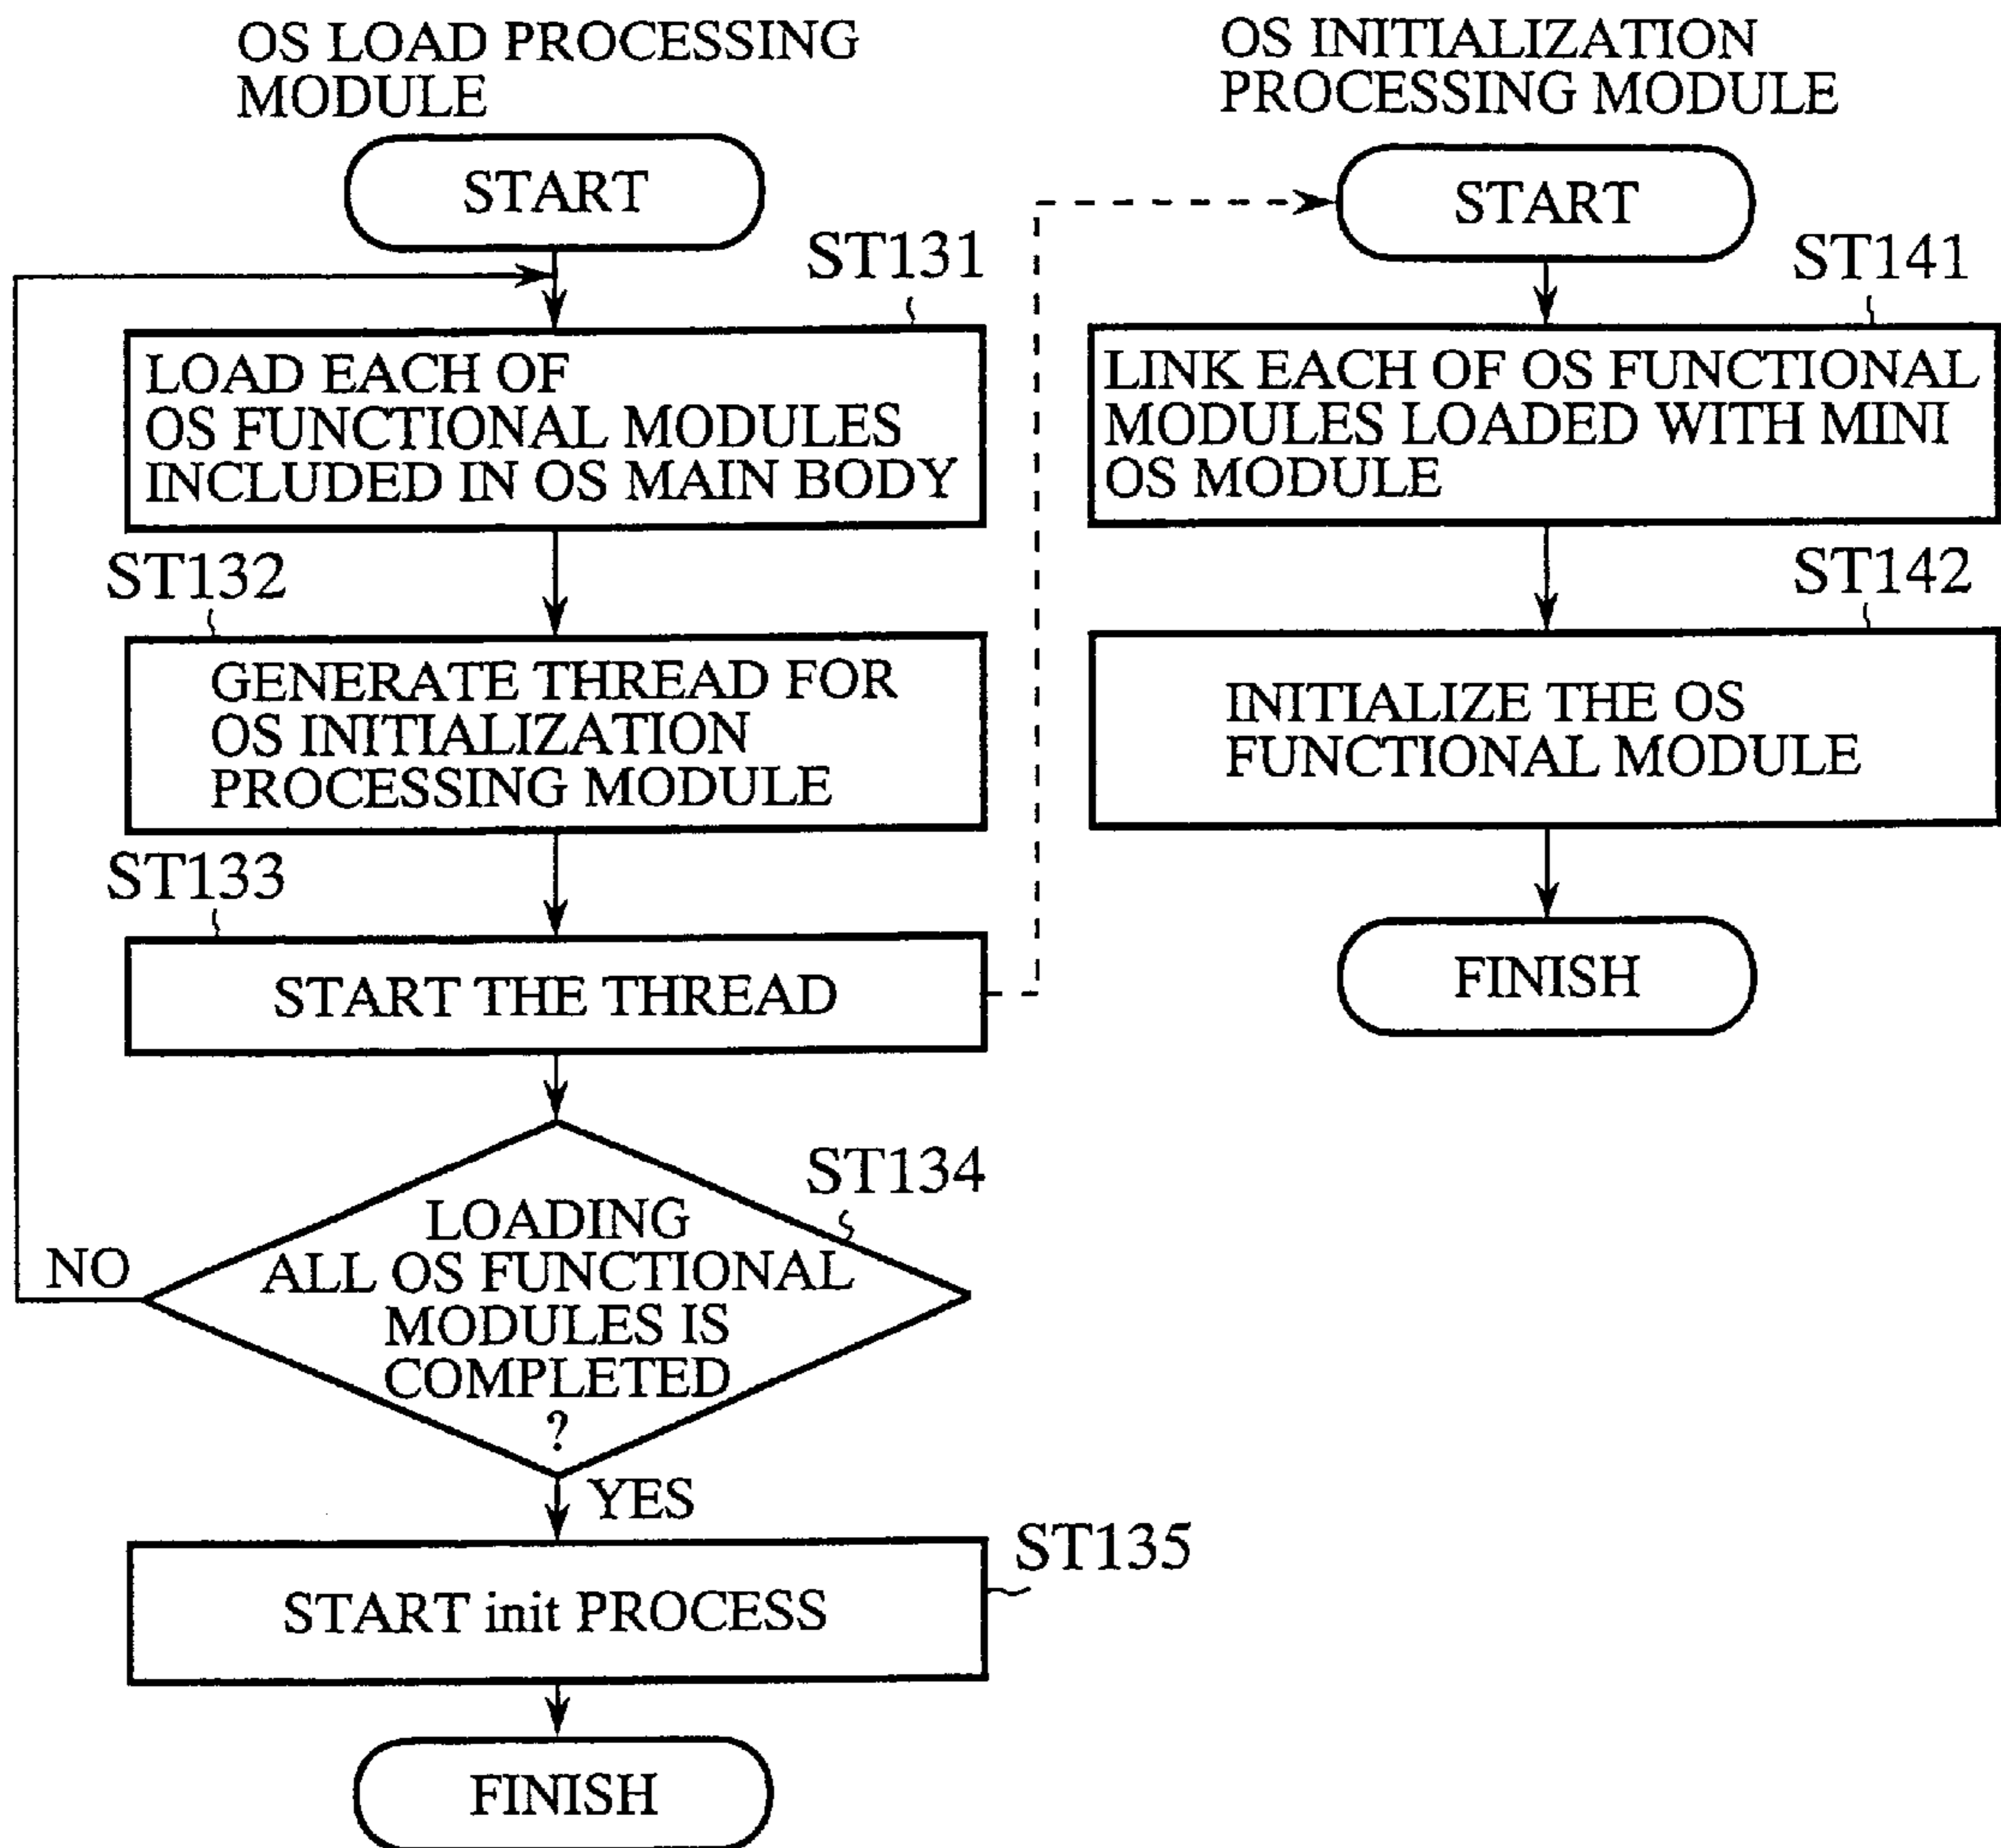 OS LOAD PROCESSING
MODULE
START
ST131
LOAD EACH OF
OS FUNCTIONAL MODULES
INCLUDED IN OS MAIN BODY
ST132
GENERATE THREAD FOR
OS INITIALIZATION
PROCESSING MODULE
ST133
START THE THREAD
ST134
LOADING
ALL OS FUNCTIONAL
MODULES IS
COMPLETED
?
NO
YES
ST135
START init PROCESS
FINISH
OS INITIALIZATION
PROCESSING MODULE
START
ST141
LINK EACH OF OS FUNCTIONAL
MODULES LOADED WITH MINI
OS MODULE
ST142
INITIALIZE THE OS
FUNCTIONAL MODULE
FINISH